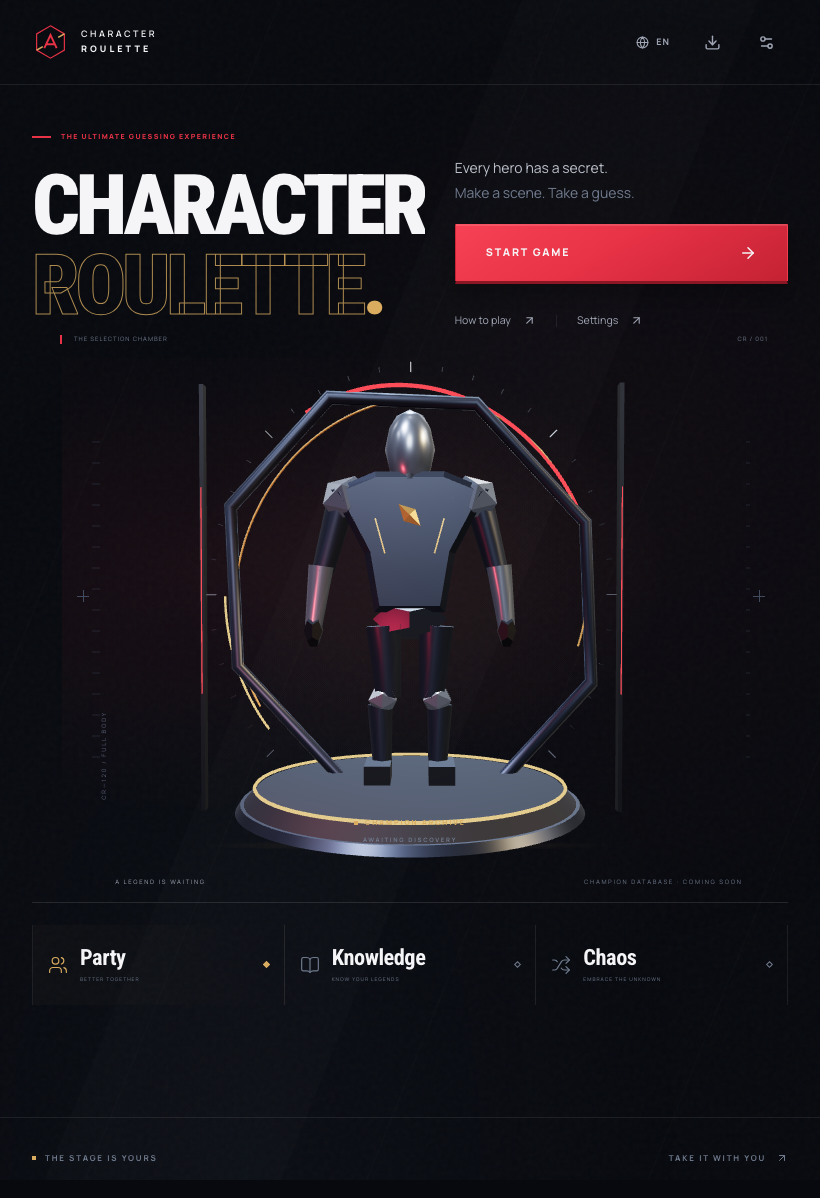 CHARACTER
ROULETTE
EN
THE ULTIMATE GUESSING EXPERIENCE
CHARACTER
ROULETTE.
Every hero has a secret.
Make a scene. Take a guess.
START GAME
How to play
Settings
THE SELECTION CHAMBER
CR / 001
CR—120 / FULL BODY
AWAITING DISCOVERY
A LEGEND IS WAITING
CHAMPION DATABASE · COMING SOON
Party
BETTER TOGETHER
Knowledge
KNOW YOUR LEGENDS
Chaos
EMBRACE THE UNKNOWN
THE STAGE IS YOURS
TAKE IT WITH YOU